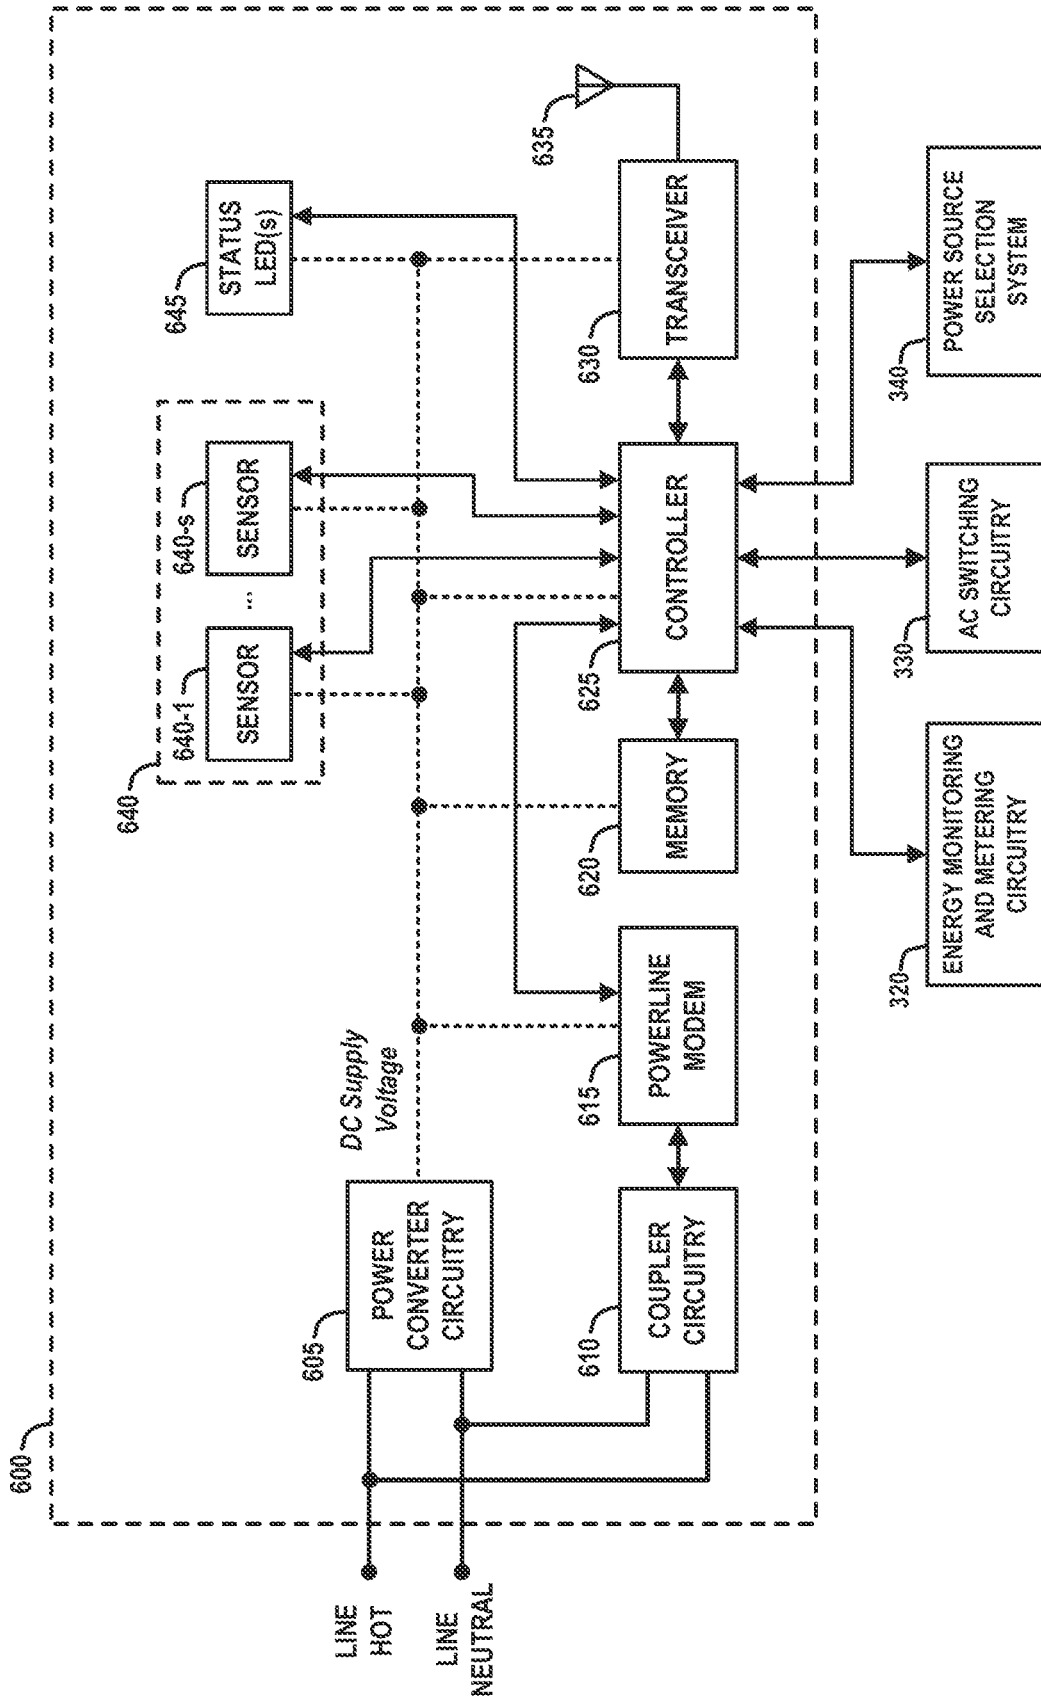 600
LINE
HOT
LINE
NEUTRAL
605
POWER
CONVERTER
CIRCUITRY
DC Supply
Voltage
640
640-1
SENSOR
...
640-s
SENSOR
645
STATUS
LED(s)
610
COUPLER
CIRCUITRY
615
POWERLINE
MODEM
620
MEMORY
625
CONTROLLER
630
TRANSCEIVER
635
320
ENERGY MONITORING
AND METERING
CIRCUITRY
330
AC SWITCHING
CIRCUITRY
340
POWER SOURCE
SELECTION
SYSTEM